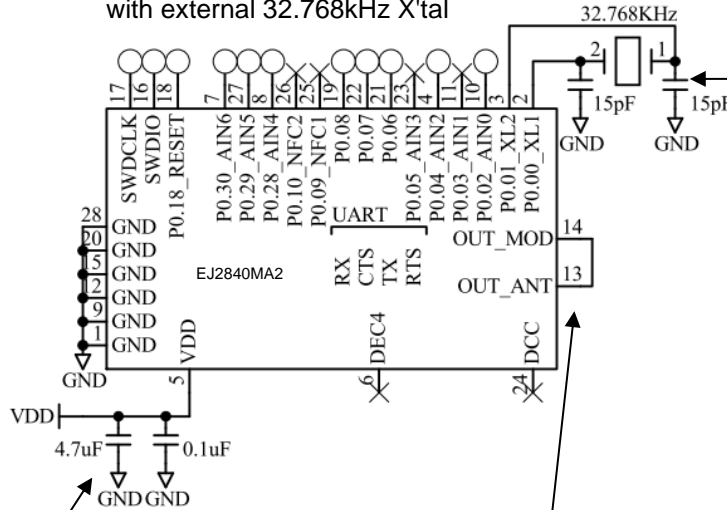 with external 32.768kHz X'tal
32.768KHz
2
1
15pF
15pF
GND
GND
17
16
18
7
27
8
26
25
19
22
21
23
4
11
10
3
2
SWDCLK
SWDIO
P0.18_RESET
P0.30_AIN6
P0.29_AIN5
P0.28_AIN4
P0.10_NFC2
P0.09_NFC1
P0.08
P0.07
P0.06
P0.05_AIN3
P0.04_AIN2
P0.03_AIN1
P0.02_AIN0
P0.01_XL2
P0.00_XL1
UART
RX
CTS
TX
RTS
28
GND
20
GND
15
GND
12
GND
9
GND
1
GND
GND
EJ2840MA2
OUT_MOD
14
OUT_ANT
13
VDD
DEC4
DCC
5
6
24
VDD
4.7uF
0.1uF
GND
GND